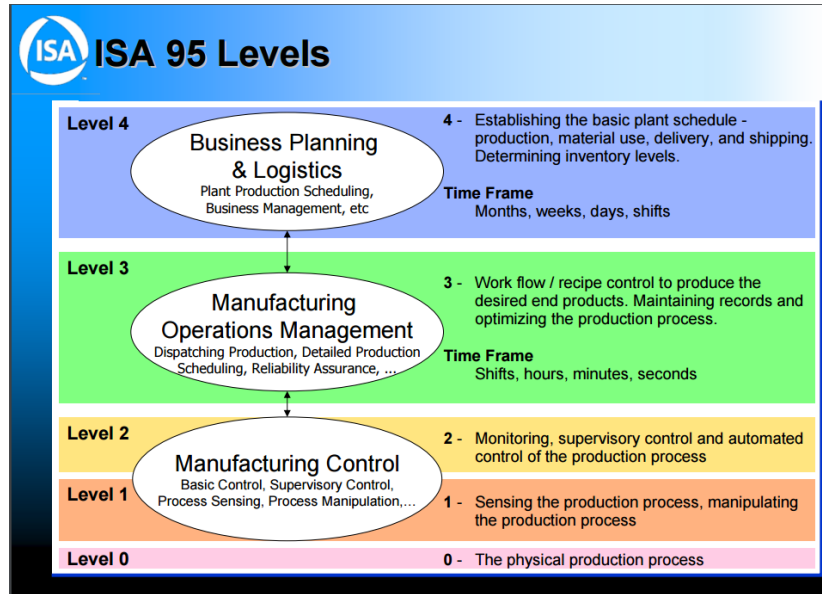 ISA
ISA 95 Levels
Level 4
Business Planning
& Logistics
Plant Production Scheduling,
Business Management, etc
4 - Establishing the basic plant schedule -
production, material use, delivery, and shipping.
Determining inventory levels.
Time Frame
Months, weeks, days, shifts
Level 3
Manufacturing
Operations Management
Dispatching Production, Detailed Production
Scheduling, Reliability Assurance, ...
3 - Work flow / recipe control to produce the
desired end products. Maintaining records and
optimizing the production process.
Time Frame
Shifts, hours, minutes, seconds
Level 2
Manufacturing Control
Basic Control, Supervisory Control,
Process Sensing, Process Manipulation,...
2 - Monitoring, supervisory control and automated
control of the production process
Level 1
1 - Sensing the production process, manipulating
the production process
Level 0
0 - The physical production process